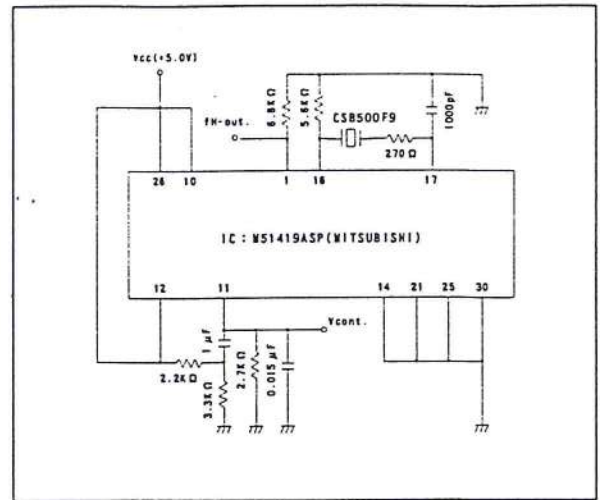 Vcc(+5.0V)
fH-out.
6.8KΩ
5.6KΩ
CSB500F9
270Ω
1000pF
26 10 1 16 17
IC : M51419ASP(MITSUBISHI)
12 11 14 21 25 30
1 μF
Vcont.
2.2KΩ
3.3KΩ
2.7KΩ
0.015 μF